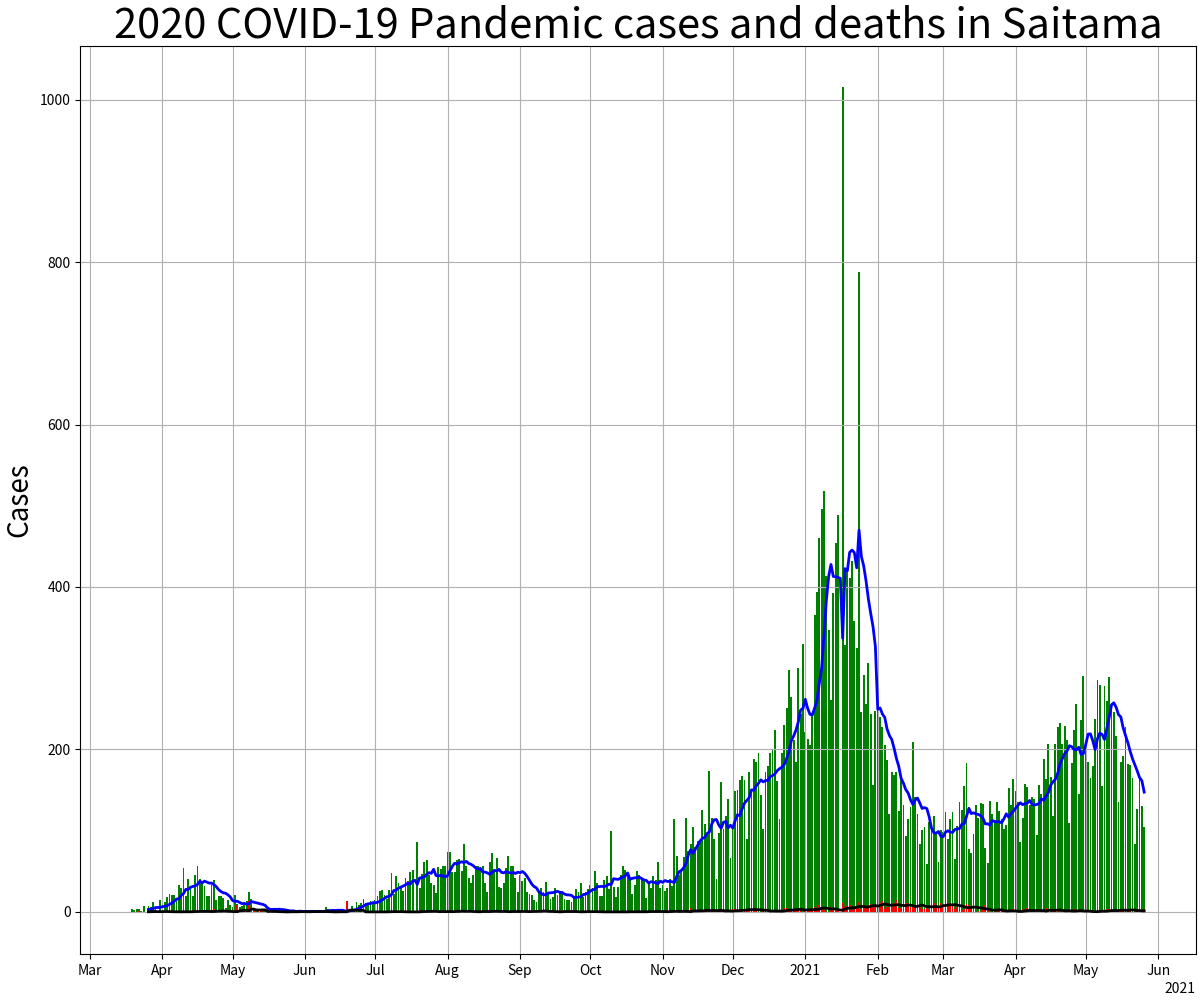 2020 COVID-19 Pandemic cases and deaths in Saitama
Cases
1000
800
600
400
200
0
Mar Apr May Jun Jul Aug Sep Oct Nov Dec 2021 Feb Mar Apr May Jun
2021